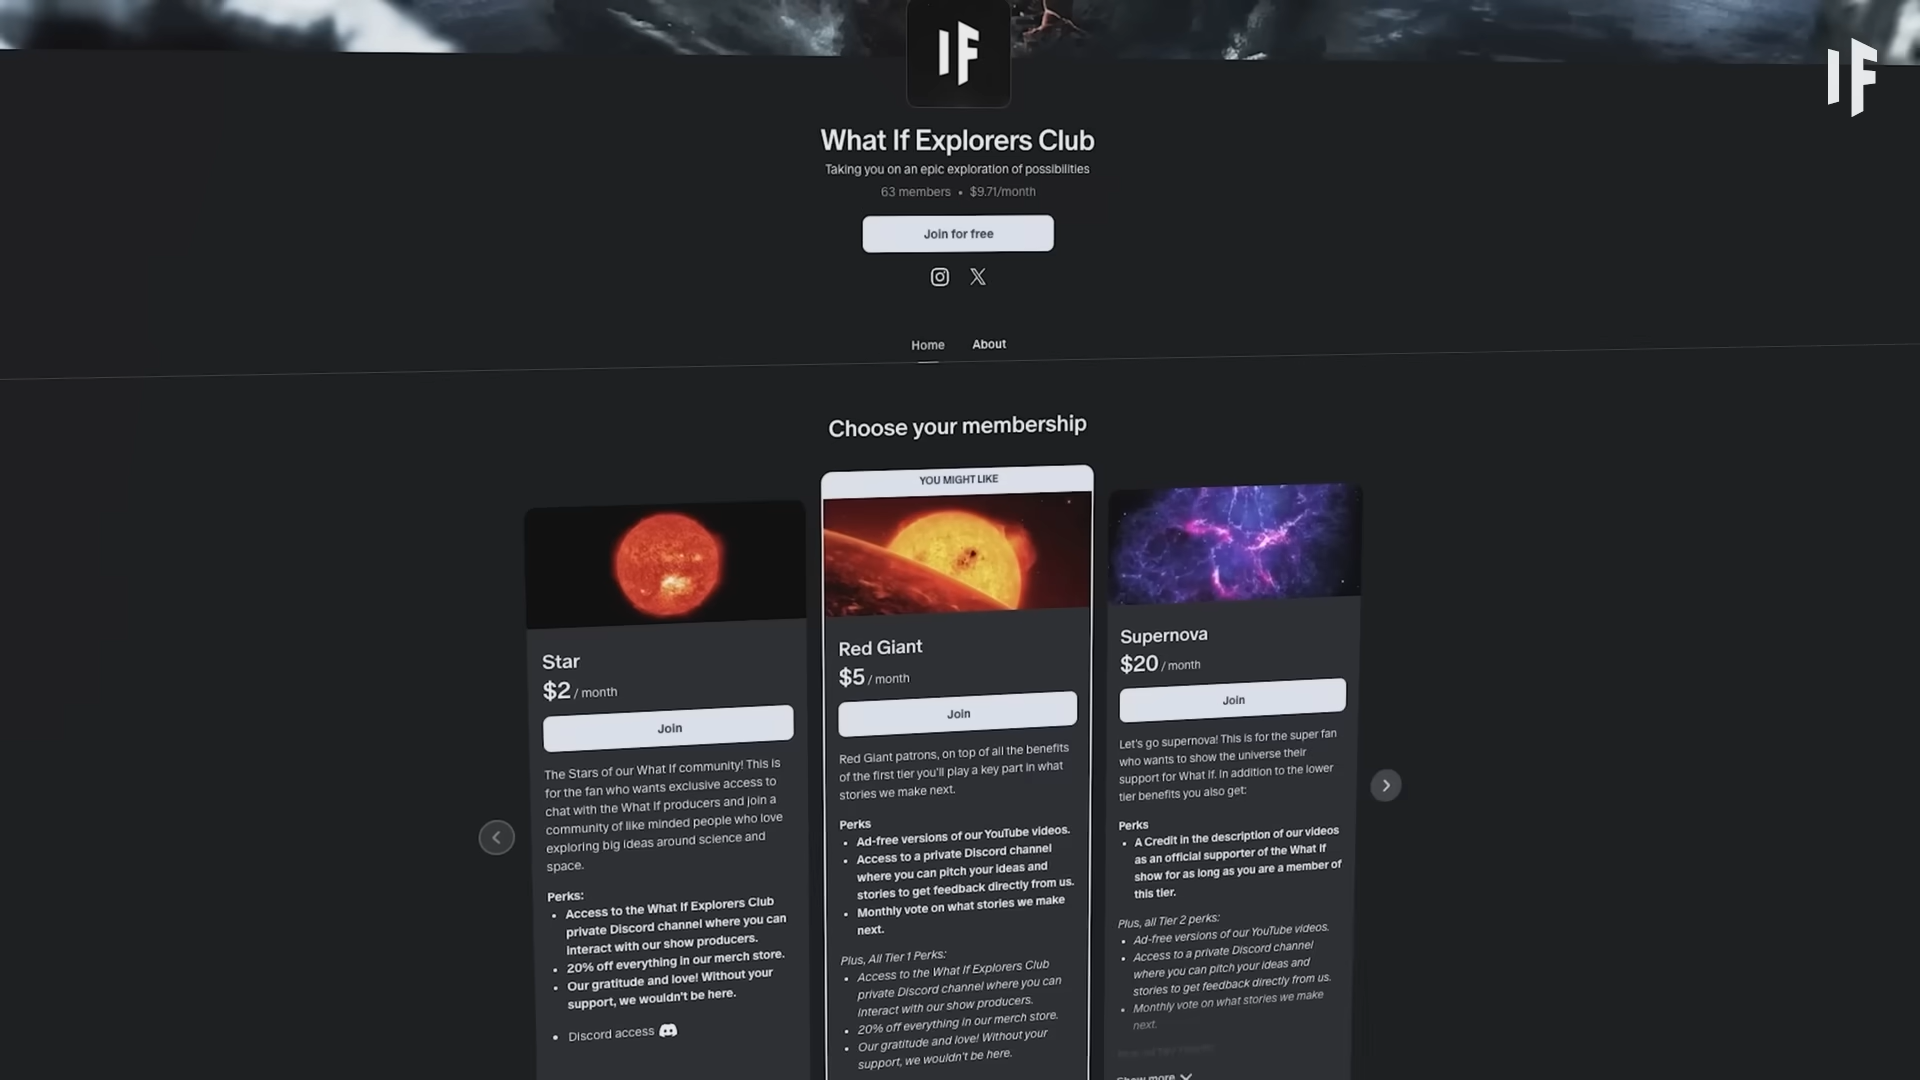 IF
IF
What If Explorers Club
Taking you on an epic exploration of possibilities
63 members • $9.71/month
Join for free
Home
About
Choose your membership
Star
$2 / month
Join
The Stars of our What If community! This is
for the fan who wants exclusive access to
chat with the What If producers and join a
community of like minded people who love
exploring big ideas around science and
space.
Perks:
• Access to the What If Explorers Club
private Discord channel where you can
interact with our show producers.
• 20% off everything in our merch store.
• Our gratitude and love! Without your
support, we wouldn't be here.
• Discord access
YOU MIGHT LIKE
Red Giant
$5 / month
Join
Red Giant patrons, on top of all the benefits
of the first tier you'll play a key part in what
stories we make next.
Perks
• Ad-free versions of our YouTube videos.
• Access to a private Discord channel
where you can pitch your ideas and
stories to get feedback directly from us.
• Monthly vote on what stories we make
next.
Plus, All Tier 1 Perks:
• Access to the What If Explorers Club
private Discord channel where you can
interact with our show producers.
• 20% off everything in our merch store.
• Our gratitude and love! Without your
support, we wouldn't be here.
Supernova
$20 / month
Join
Let's go supernova! This is for the super fan
who wants to show the universe their
support for What If. In addition to the lower
tier benefits you also get:
Perks
• A Credit in the description of our videos
as an official supporter of the What If
show for as long as you are a member of
this tier.
Plus, all Tier 2 perks:
• Ad-free versions of our YouTube videos.
• Access to a private Discord channel
where you can pitch your ideas and
stories to get feedback directly from us.
• Monthly vote on what stories we make
next.
Show more